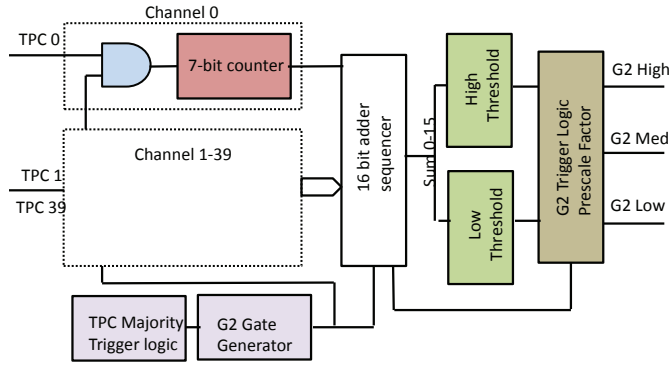 Channel 0
TPC 0
7-bit counter
Channel 1-39
TPC 1
TPC 39
16 bit adder
sequencer
Sum 0-15
High
Threshold
Low
Threshold
G2 Trigger Logic
Prescale Factor
G2 High
G2 Med
G2 Low
TPC Majority
Trigger logic
G2 Gate
Generator